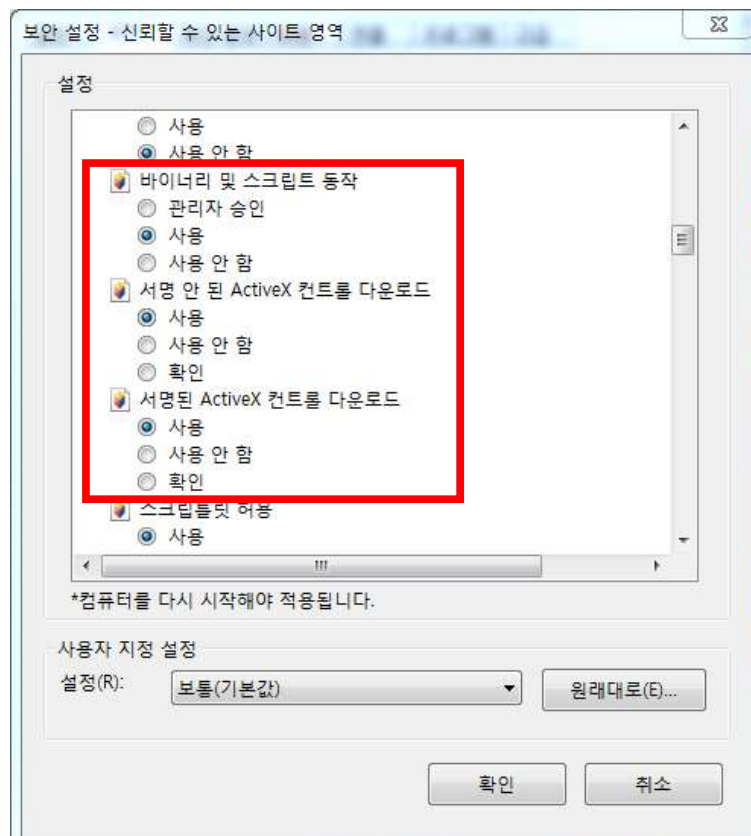 보안 설정 - 신뢰할 수 있는 사이트 영역
설정
사용
사용 안 함
바이너리 및 스크립트 동작
관리자 승인
사용
사용 안 함
서명 안 된 ActiveX 컨트롤 다운로드
사용
사용 안 함
확인
서명된 ActiveX 컨트롤 다운로드
사용
사용 안 함
확인
스크립틀릿 허용
사용
*컴퓨터를 다시 시작해야 적용됩니다.
사용자 지정 설정
설정(R): 보통(기본값) 원래대로(E)...
확인 취소